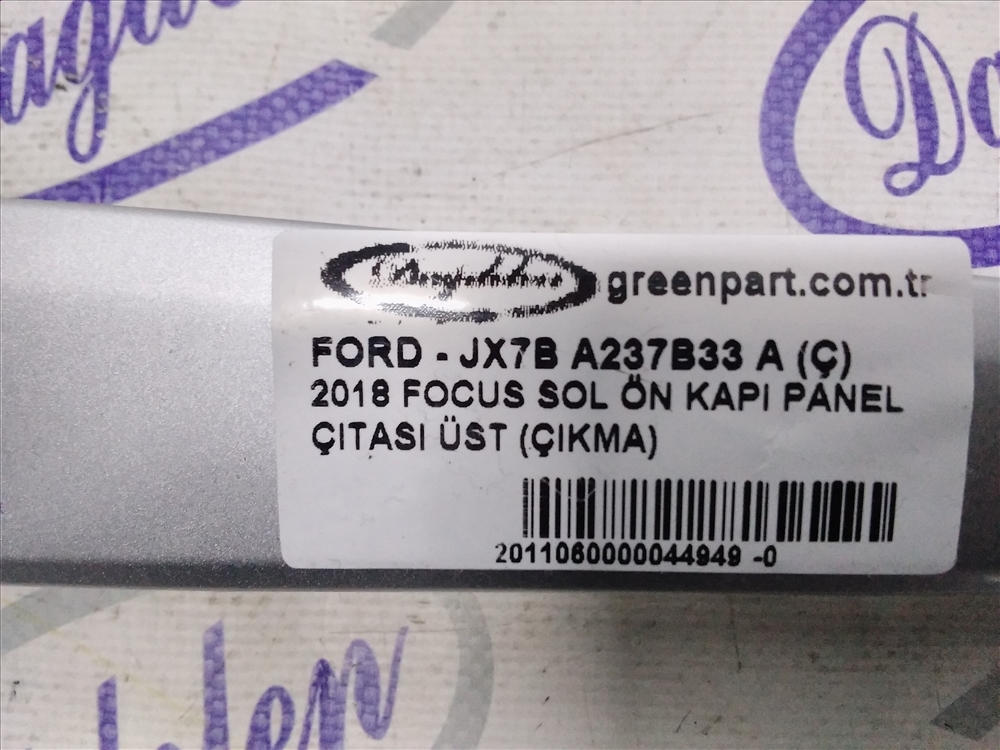 greenpart.com.tr
FORD - JX7B A237B33 A (Ç)
2018 FOCUS SOL ÖN KAPI PANEL
ÇITASI ÜST (ÇIKMA)
2011060000044949 -0